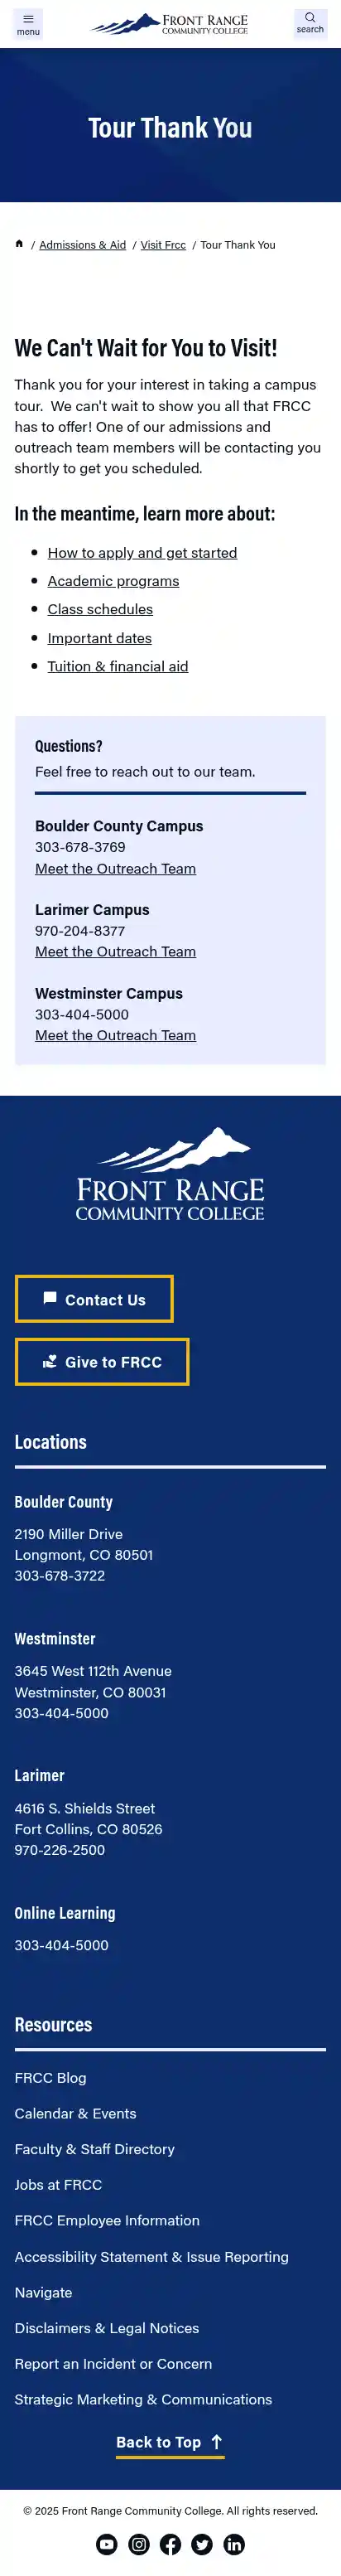 menu
FRONT RANGE
COMMUNITY COLLEGE
search
Tour Thank You
/ Admissions & Aid / Visit Frcc / Tour Thank You
We Can't Wait for You to Visit!
Thank you for your interest in taking a campus
tour.  We can't wait to show you all that FRCC
has to offer! One of our admissions and
outreach team members will be contacting you
shortly to get you scheduled.
In the meantime, learn more about:
How to apply and get started
Academic programs
Class schedules
Important dates
Tuition & financial aid
Questions?
Feel free to reach out to our team.
Boulder County Campus
303-678-3769
Meet the Outreach Team
Larimer Campus
970-204-8377
Meet the Outreach Team
Westminster Campus
303-404-5000
Meet the Outreach Team
FRONT RANGE
COMMUNITY COLLEGE
Contact Us
Give to FRCC
Locations
Boulder County
2190 Miller Drive
Longmont, CO 80501
303-678-3722
Westminster
3645 West 112th Avenue
Westminster, CO 80031
303-404-5000
Larimer
4616 S. Shields Street
Fort Collins, CO 80526
970-226-2500
Online Learning
303-404-5000
Resources
FRCC Blog
Calendar & Events
Faculty & Staff Directory
Jobs at FRCC
FRCC Employee Information
Accessibility Statement & Issue Reporting
Navigate
Disclaimers & Legal Notices
Report an Incident or Concern
Strategic Marketing & Communications
Back to Top
© 2025 Front Range Community College. All rights reserved.